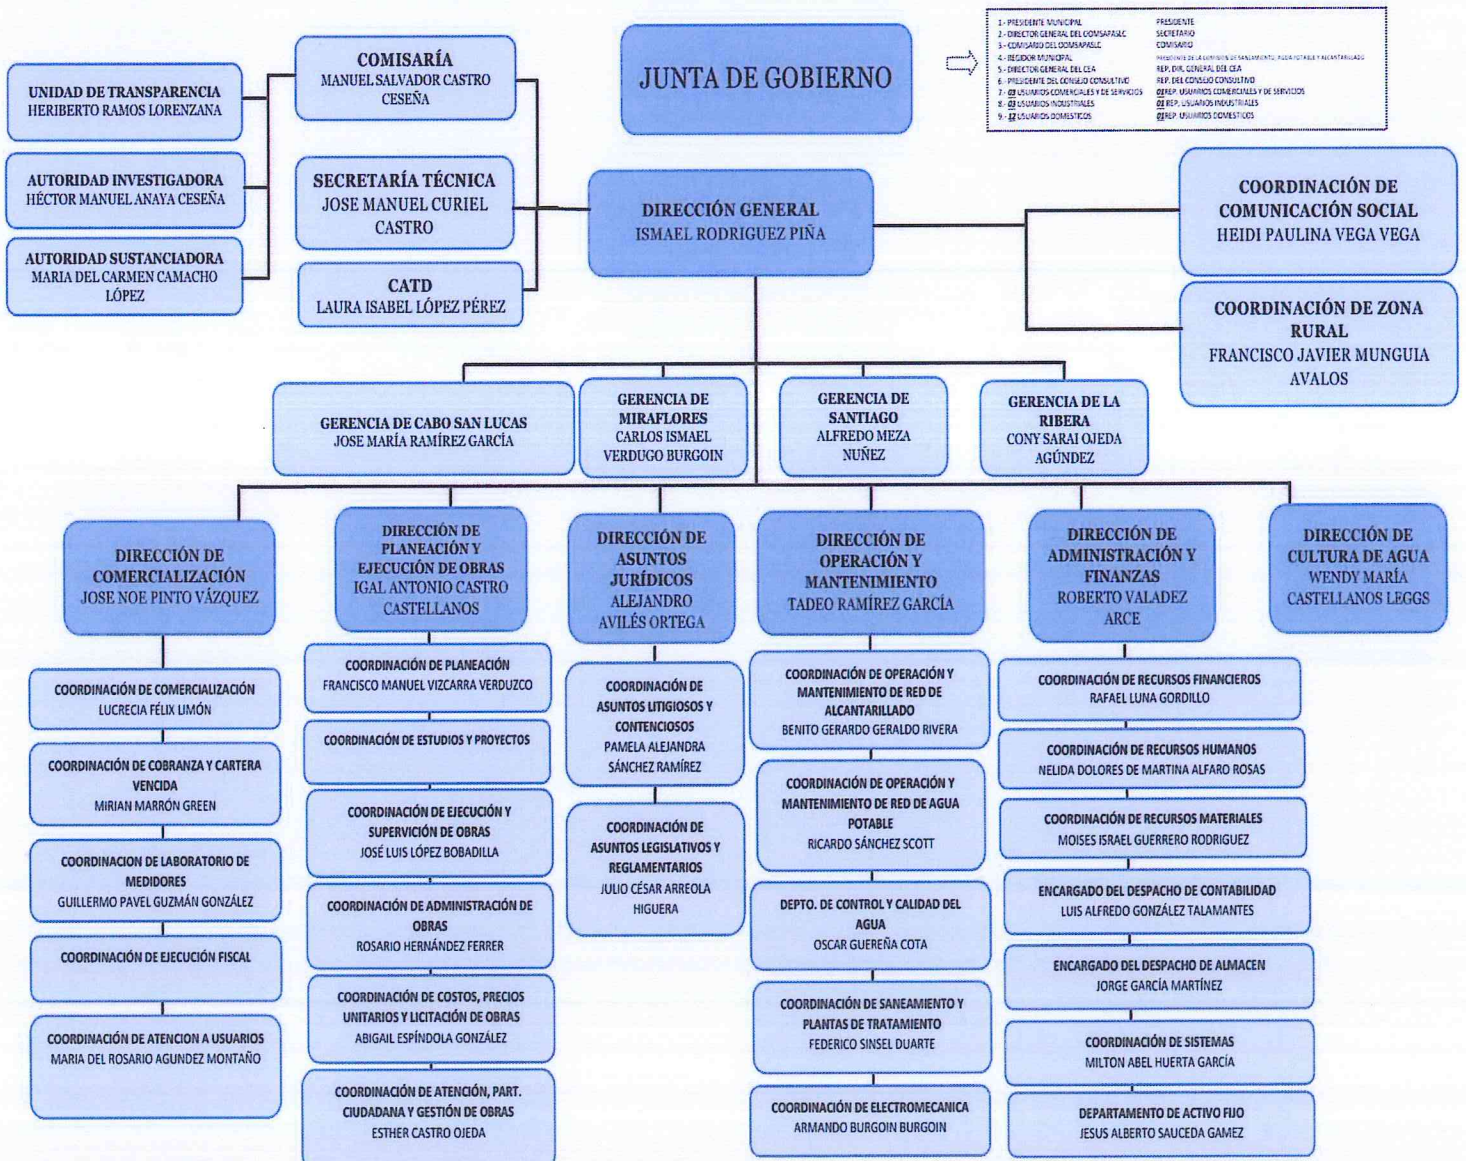 JUNTA DE GOBIERNO
1.- PRESIDENTE MUNICIPAL PRESIDENTE
2.- DIRECTOR GENERAL DEL OOMSAPASLC SECRETARIO
3.- COMISARIO DEL OOMSAPASLC COMISARIO
4.- REGIDOR MUNICIPAL PRESIDENTE DE LA COMISIÓN DE SANEAMIENTO, AGUA POTABLE Y ALCANTARILLADO
5.- DIRECTOR GENERAL DEL CEA REP. DIR. GENERAL DEL CEA
6.- PRESIDENTE DEL CONSEJO CONSULTIVO REP. DEL CONSEJO CONSULTIVO
7.- 03 USUARIOS COMERCIALES Y DE SERVICIOS 01 REP. USUARIOS COMERCIALES Y DE SERVICIOS
8.- 03 USUARIOS INDUSTRIALES 01 REP. USUARIOS INDUSTRIALES
9.- 12 USUARIOS DOMESTICOS 01 REP. USUARIOS DOMESTICOS
COMISARÍA
MANUEL SALVADOR CASTRO
CESEÑA
UNIDAD DE TRANSPARENCIA
HERIBERTO RAMOS LORENZANA
AUTORIDAD INVESTIGADORA
HÉCTOR MANUEL ANAYA CESEÑA
AUTORIDAD SUSTANCIADORA
MARIA DEL CARMEN CAMACHO
LÓPEZ
SECRETARÍA TÉCNICA
JOSE MANUEL CURIEL
CASTRO
CATD
LAURA ISABEL LÓPEZ PÉREZ
DIRECCIÓN GENERAL
ISMAEL RODRIGUEZ PIÑA
COORDINACIÓN DE
COMUNICACIÓN SOCIAL
HEIDI PAULINA VEGA VEGA
COORDINACIÓN DE ZONA
RURAL
FRANCISCO JAVIER MUNGUIA
AVALOS
GERENCIA DE CABO SAN LUCAS
JOSE MARÍA RAMÍREZ GARCÍA
GERENCIA DE
MIRAFLORES
CARLOS ISMAEL
VERDUGO BURGOIN
GERENCIA DE
SANTIAGO
ALFREDO MEZA
NUÑEZ
GERENCIA DE LA
RIBERA
CONY SARAI OJEDA
AGÚNDEZ
DIRECCIÓN DE
COMERCIALIZACIÓN
JOSE NOE PINTO VÁZQUEZ
COORDINACIÓN DE COMERCIALIZACIÓN
LUCRECIA FÉLIX LIMÓN
COORDINACIÓN DE COBRANZA Y CARTERA
VENCIDA
MIRIAN MARRÓN GREEN
COORDINACION DE LABORATORIO DE
MEDIDORES
GUILLERMO PAVEL GUZMÁN GONZÁLEZ
COORDINACIÓN DE EJECUCIÓN FISCAL
COORDINACIÓN DE ATENCION A USUARIOS
MARIA DEL ROSARIO AGUNDEZ MONTAÑO
DIRECCIÓN DE
PLANEACIÓN Y
EJECUCIÓN DE OBRAS
IGAL ANTONIO CASTRO
CASTELLANOS
COORDINACIÓN DE PLANEACIÓN
FRANCISCO MANUEL VIZCARRA VERDUZCO
COORDINACIÓN DE ESTUDIOS Y PROYECTOS
COORDINACIÓN DE EJECUCIÓN Y
SUPERVICIÓN DE OBRAS
JOSÉ LUIS LÓPEZ BOBADILLA
COORDINACIÓN DE ADMINISTRACIÓN DE
OBRAS
ROSARIO HERNÁNDEZ FERRER
COORDINACIÓN DE COSTOS, PRECIOS
UNITARIOS Y LICITACIÓN DE OBRAS
ABIGAIL ESPÍNDOLA GONZÁLEZ
COORDINACIÓN DE ATENCIÓN, PART.
CIUDADANA Y GESTIÓN DE OBRAS
ESTHER CASTRO OJEDA
DIRECCIÓN DE
ASUNTOS
JURÍDICOS
ALEJANDRO
AVILÉS ORTEGA
COORDINACIÓN DE
ASUNTOS LITIGIOSOS Y
CONTENCIOSOS
PAMELA ALEJANDRA
SÁNCHEZ RAMÍREZ
COORDINACIÓN DE
ASUNTOS LEGISLATIVOS Y
REGLAMENTARIOS
JULIO CÉSAR ARREOLA
HIGUERA
DIRECCIÓN DE
OPERACIÓN Y
MANTENIMIENTO
TADEO RAMÍREZ GARCÍA
COORDINACIÓN DE OPERACIÓN Y
MANTENIMIENTO DE RED DE
ALCANTARILLADO
BENITO GERARDO GERALDO RIVERA
COORDINACIÓN DE OPERACIÓN Y
MANTENIMIENTO DE RED DE AGUA
POTABLE
RICARDO SÁNCHEZ SCOTT
DEPTO. DE CONTROL Y CALIDAD DEL
AGUA
OSCAR GUEREÑA COTA
COORDINACIÓN DE SANEAMIENTO Y
PLANTAS DE TRATAMIENTO
FEDERICO SINSEL DUARTE
COORDINACIÓN DE ELECTROMECANICA
ARMANDO BURGOIN BURGOIN
DIRECCIÓN DE
ADMINISTRACIÓN Y
FINANZAS
ROBERTO VALADEZ
ARCE
COORDINACIÓN DE RECURSOS FINANCIEROS
RAFAEL LUNA GORDILLO
COORDINACIÓN DE RECURSOS HUMANOS
NELIDA DOLORES DE MARTINA ALFARO ROSAS
COORDINACIÓN DE RECURSOS MATERIALES
MOISES ISRAEL GUERRERO RODRIGUEZ
ENCARGADO DEL DESPACHO DE CONTABILIDAD
LUIS ALFREDO GONZÁLEZ TALAMANTES
ENCARGADO DEL DESPACHO DE ALMACEN
JORGE GARCÍA MARTÍNEZ
COORDINACIÓN DE SISTEMAS
MILTON ABEL HUERTA GARCÍA
DEPARTAMENTO DE ACTIVO FIJO
JESUS ALBERTO SAUCEDA GAMEZ
DIRECCIÓN DE
CULTURA DE AGUA
WENDY MARÍA
CASTELLANOS LEGGS